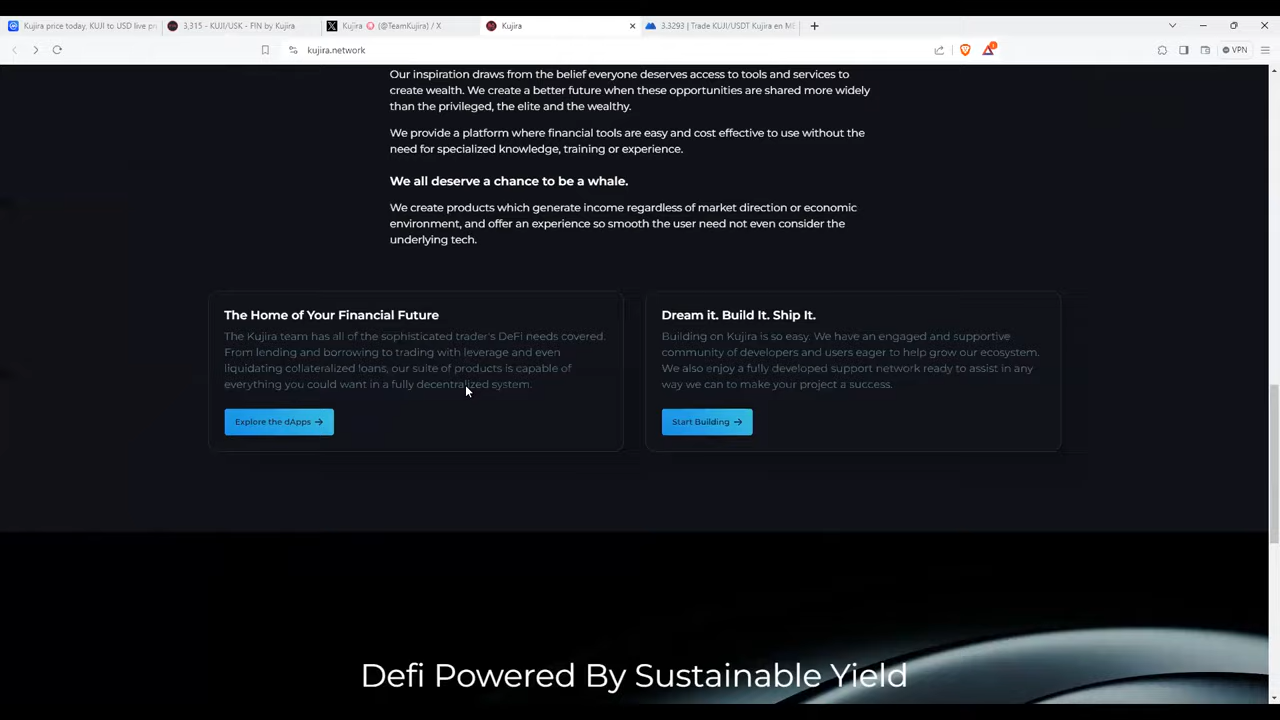 Kujira price today, KUJI to USD live pr
3,315 - KUJI/USK - FIN by Kujira
Kujira (@TeamKujira) / X
Kujira
3.3293 | Trade KUJI/USDT Kujira en ME
kujira.network
VPN
Our inspiration draws from the belief everyone deserves access to tools and services to
create wealth. We create a better future when these opportunities are shared more widely
than the privileged, the elite and the wealthy.
We provide a platform where financial tools are easy and cost effective to use without the
need for specialized knowledge, training or experience.
We all deserve a chance to be a whale.
We create products which generate income regardless of market direction or economic
environment, and offer an experience so smooth the user need not even consider the
underlying tech.
The Home of Your Financial Future
The Kujira team has all of the sophisticated trader's DeFi needs covered.
From lending and borrowing to trading with leverage and even
liquidating collateralized loans, our suite of products is capable of
everything you could want in a fully decentralized system.
Explore the dApps →
Dream it. Build It. Ship It.
Building on Kujira is so easy. We have an engaged and supportive
community of developers and users eager to help grow our ecosystem.
We also enjoy a fully developed support network ready to assist in any
way we can to make your project a success.
Start Building →
Defi Powered By Sustainable Yield